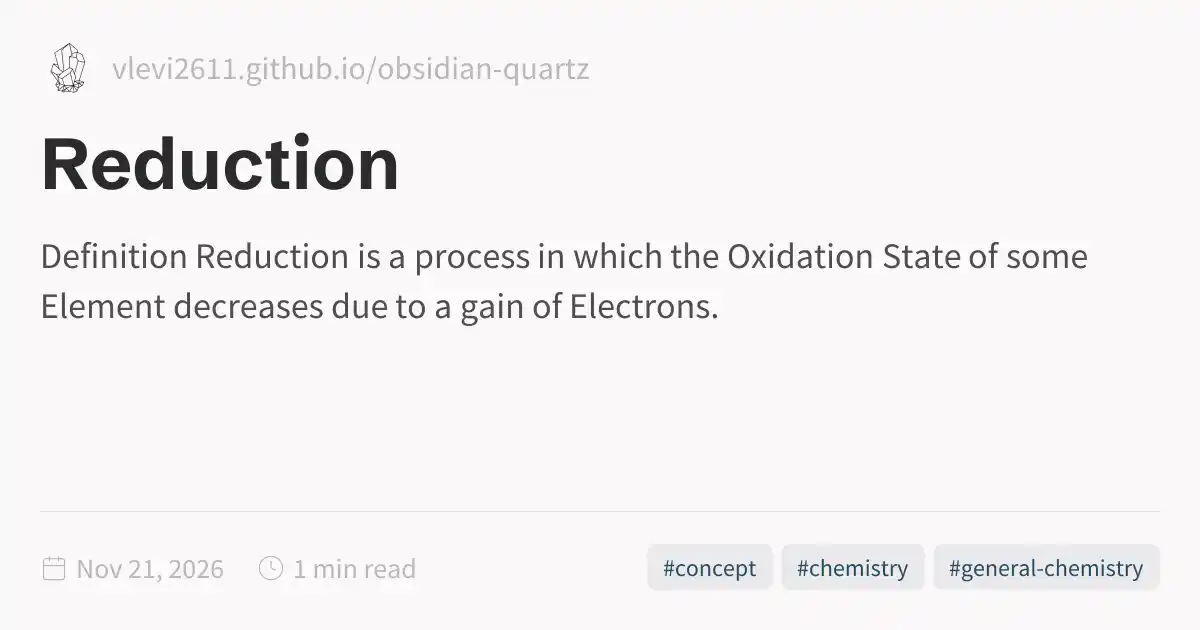 vlevi2611.github.io/obsidian-quartz
Reduction
Definition Reduction is a process in which the Oxidation State of some
Element decreases due to a gain of Electrons.
Nov 21, 2026 1 min read #concept #chemistry #general-chemistry